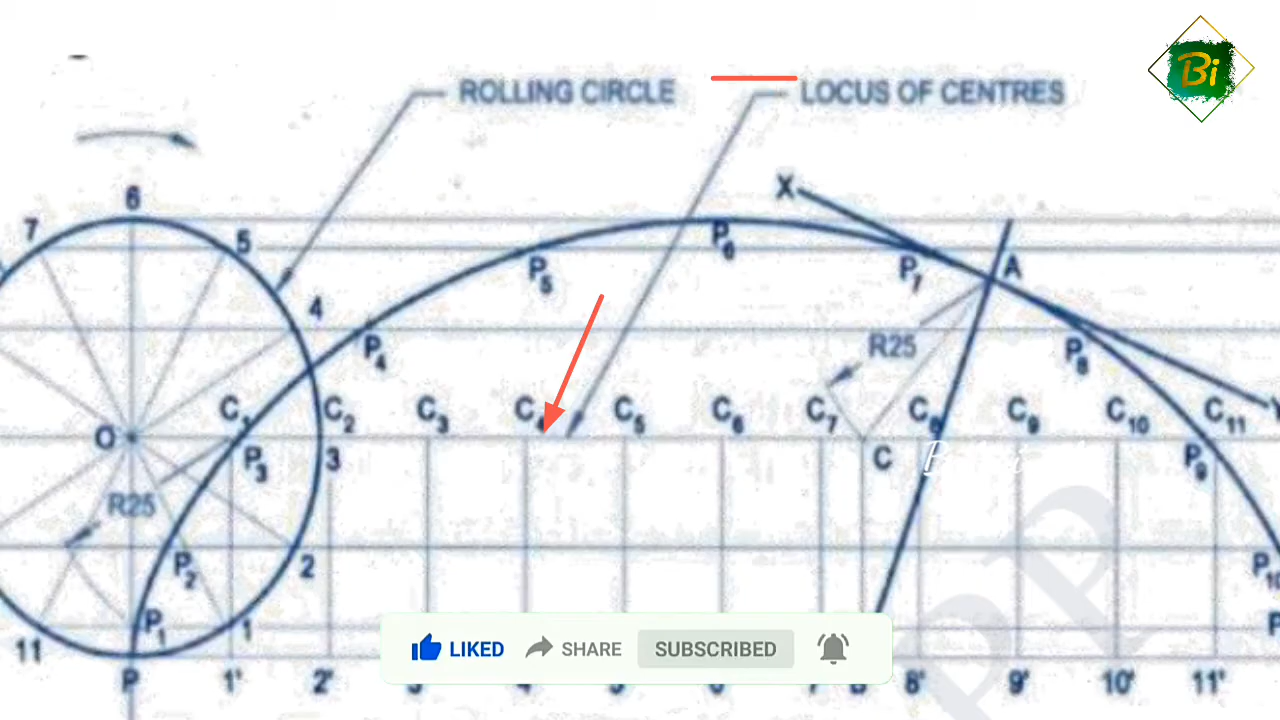 Bi
ROLLING CIRCLE
LOCUS OF CENTRES
6
7
5
4
X
A
P5
P6
P7
P4
P8
R25
C1 C2 C3 C4 C5 C6 C7 C8 C9 C10 C11
O
P3
3
C
P9
R25
P2
2
P10
P1
1
11
P
LIKED SHARE SUBSCRIBED
P 1' 2' 8' 9' 10' 11'